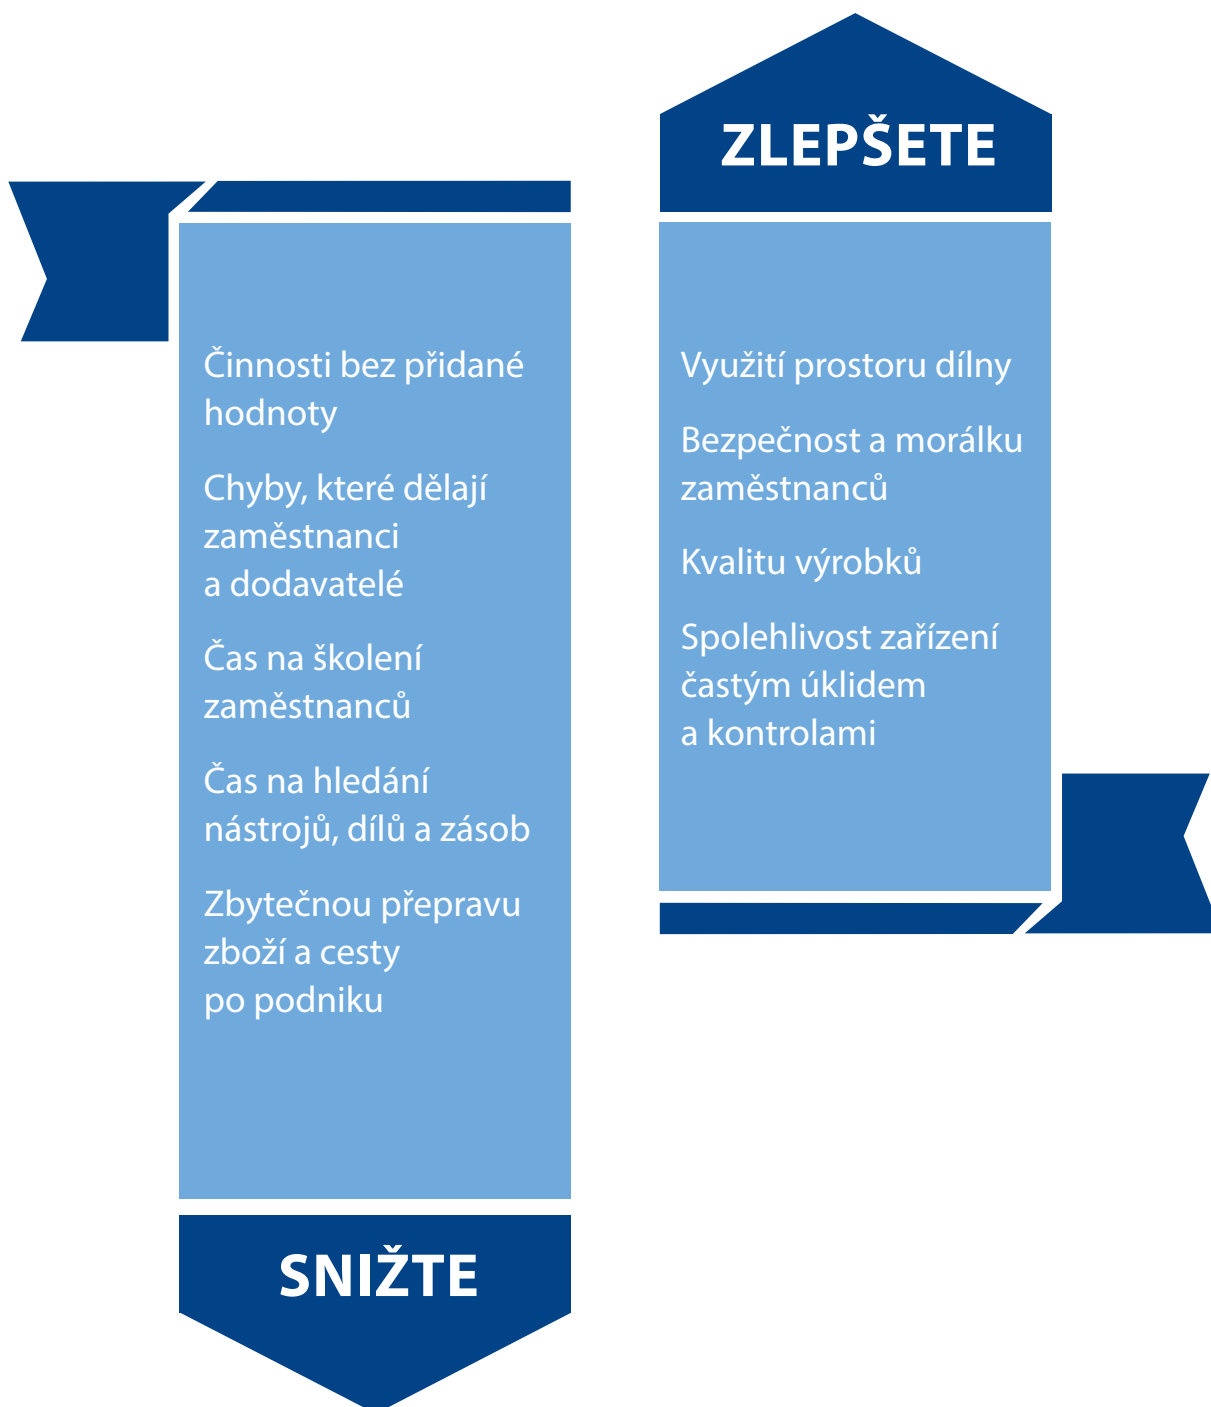 Činnosti bez přidané
hodnoty
Chyby, které dělají
zaměstnanci
a dodavatelé
Čas na školení
zaměstnanců
Čas na hledání
nástrojů, dílů a zásob
Zbytečnou přepravu
zboží a cesty
po podniku
SNIŽTE
ZLEPŠETE
Využití prostoru dílny
Bezpečnost a morálku
zaměstnanců
Kvalitu výrobků
Spolehlivost zařízení
častým úklidem
a kontrolami